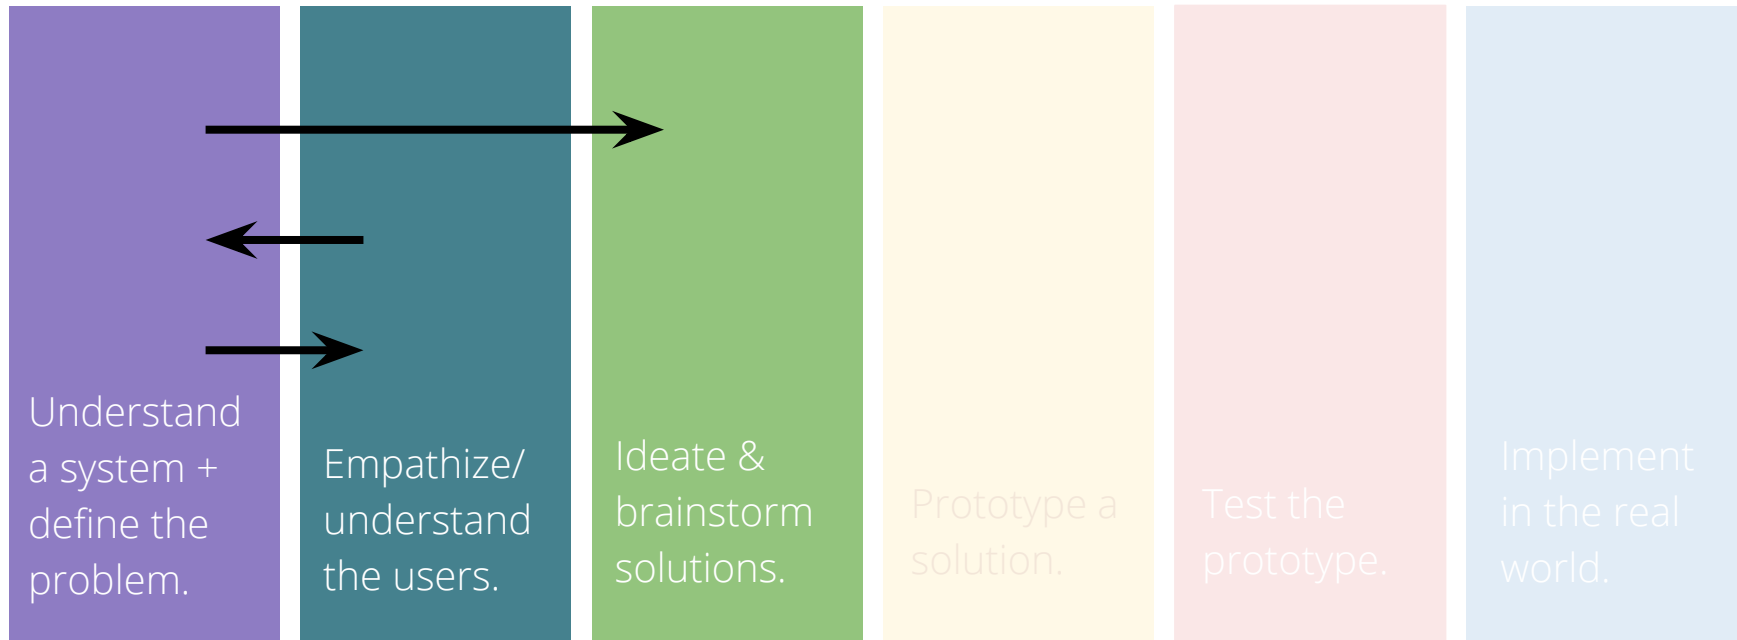 Understand
a system +
define the
problem.
Empathize/
understand
the users.
Ideate &
brainstorm
solutions.
Prototype a
solution.
Test the
prototype.
Implement
in the real
world.